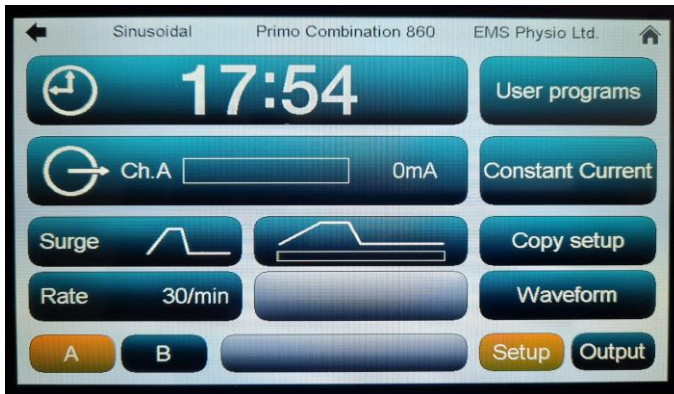 Sinusoidal Primo Combination 860 EMS Physio Ltd.
17:54 User programs
Ch.A 0mA Constant Current
Surge Copy setup
Rate 30/min Waveform
A B Setup Output